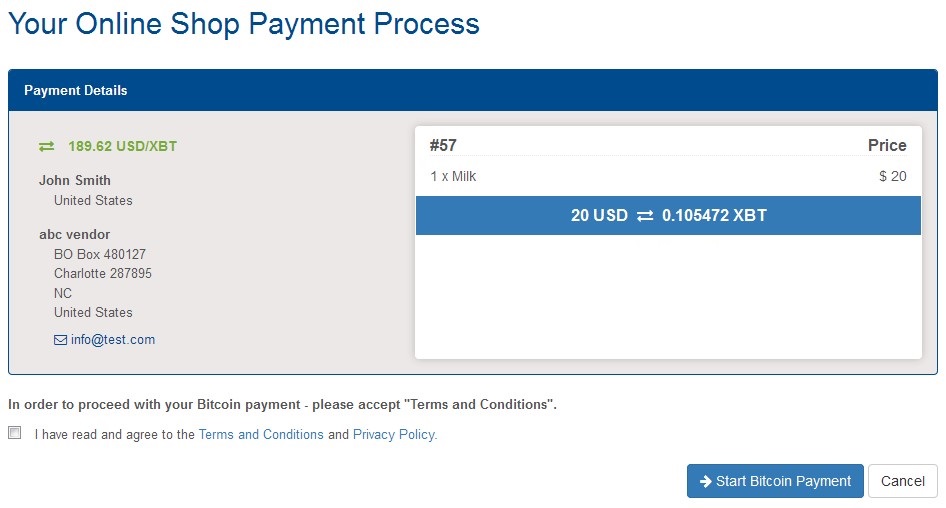 Your Online Shop Payment Process
Payment Details
189.62 USD/XBT
John Smith
United States
abc vendor
BO Box 480127
Charlotte 287895
NC
United States
info@test.com
#57 Price
1 x Milk $ 20
20 USD ⇄ 0.105472 XBT
In order to proceed with your Bitcoin payment - please accept "Terms and Conditions".
I have read and agree to the Terms and Conditions and Privacy Policy.
Start Bitcoin Payment Cancel